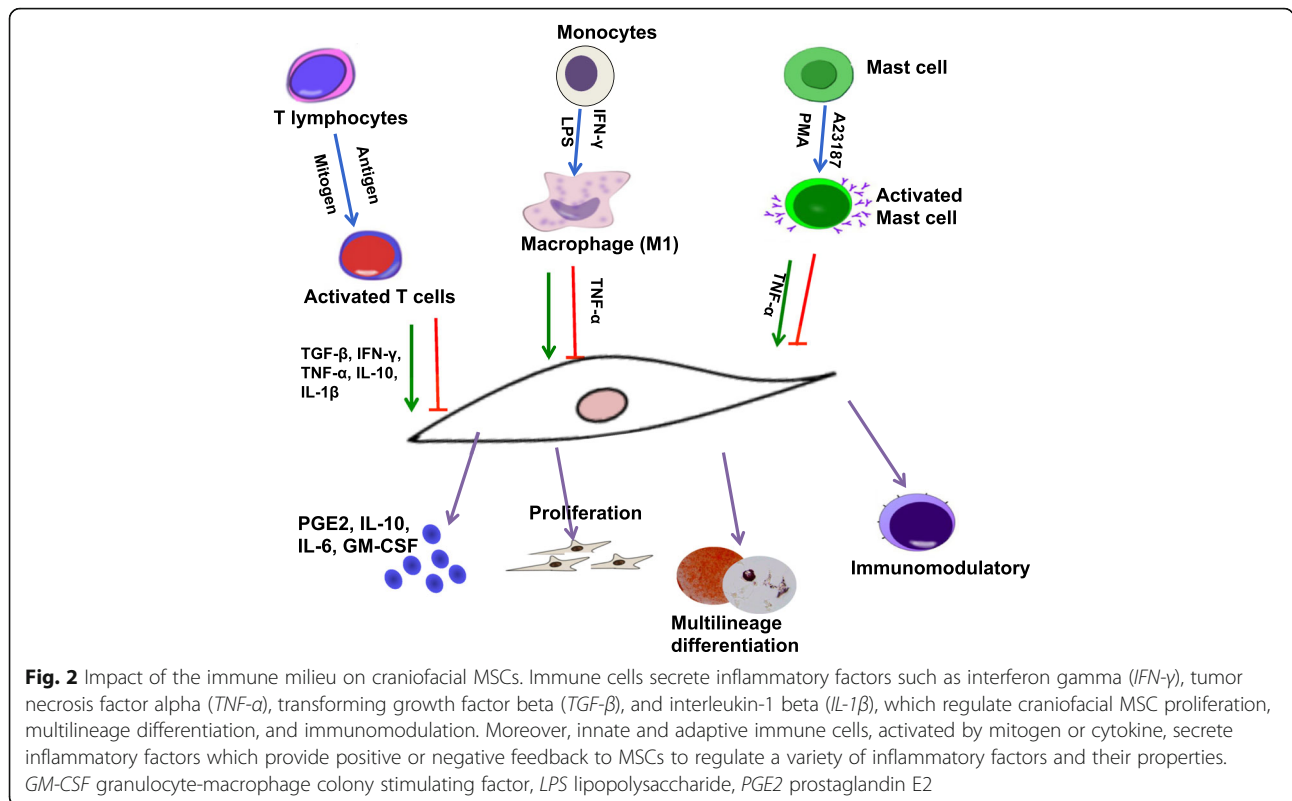 Monocytes
Mast cell
T lymphocytes
IFN-γ
LPS
A23187
PMA
Antigen
Mitogen
Activated
Mast cell
Macrophage (M1)
Activated T cells
TNF-α
TNF-α
TGF-β, IFN-γ,
TNF-α, IL-10,
IL-1β
PGE2, IL-10,
IL-6, GM-CSF
Proliferation
Immunomodulatory
Multilineage
differentiation
Fig. 2 Impact of the immune milieu on craniofacial MSCs. Immune cells secrete inflammatory factors such as interferon gamma (IFN-γ), tumor
necrosis factor alpha (TNF-α), transforming growth factor beta (TGF-β), and interleukin-1 beta (IL-1β), which regulate craniofacial MSC proliferation,
multilineage differentiation, and immunomodulation. Moreover, innate and adaptive immune cells, activated by mitogen or cytokine, secrete
inflammatory factors which provide positive or negative feedback to MSCs to regulate a variety of inflammatory factors and their properties.
GM-CSF granulocyte-macrophage colony stimulating factor, LPS lipopolysaccharide, PGE2 prostaglandin E2